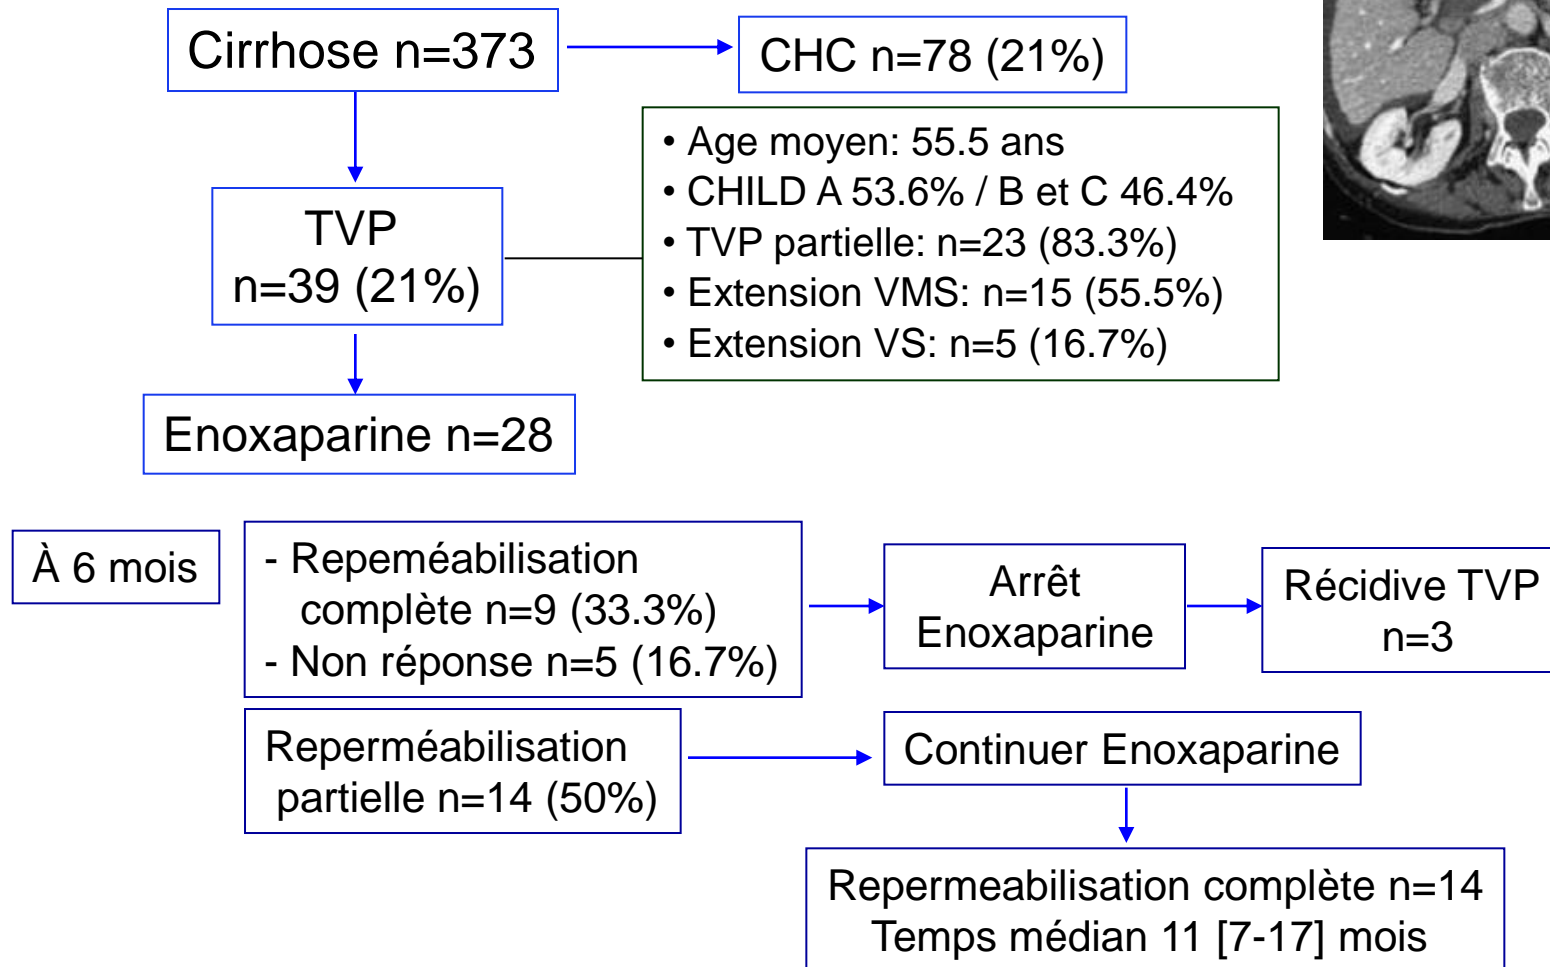 Cirrhose n=373
CHC n=78 (21%)
TVP
n=39 (21%)
• Age moyen: 55.5 ans
• CHILD A 53.6% / B et C 46.4%
• TVP partielle: n=23 (83.3%)
• Extension VMS: n=15 (55.5%)
• Extension VS: n=5 (16.7%)
Enoxaparine n=28
À 6 mois
- Repeméabilisation
complète n=9 (33.3%)
- Non réponse n=5 (16.7%)
Arrêt
Enoxaparine
Récidive TVP
n=3
Reperméabilisation
partielle n=14 (50%)
Continuer Enoxaparine
Repermeabilisation complète n=14
Temps médian 11 [7-17] mois